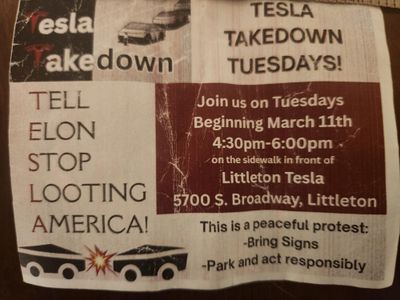 Tesla
Takedown
TESLA
TAKEDOWN
TUESDAYS!
TELL
ELON
STOP
LOOTING
AMERICA!
Join us on Tuesdays
Beginning March 11th
4:30pm-6:00pm
on the sidewalk in front of
Littleton Tesla
5700 S. Broadway, Littleton
This is a peaceful protest:
-Bring Signs
-Park and act responsibly